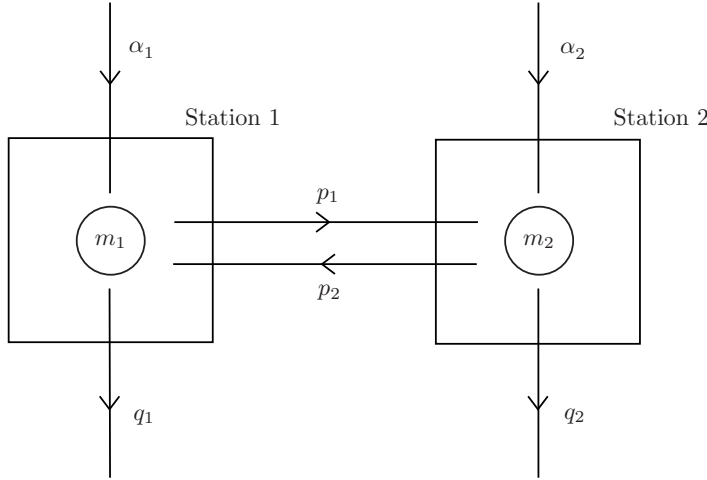 α₁
α₂
Station 1
Station 2
p₁
m₁
m₂
p₂
q₁
q₂